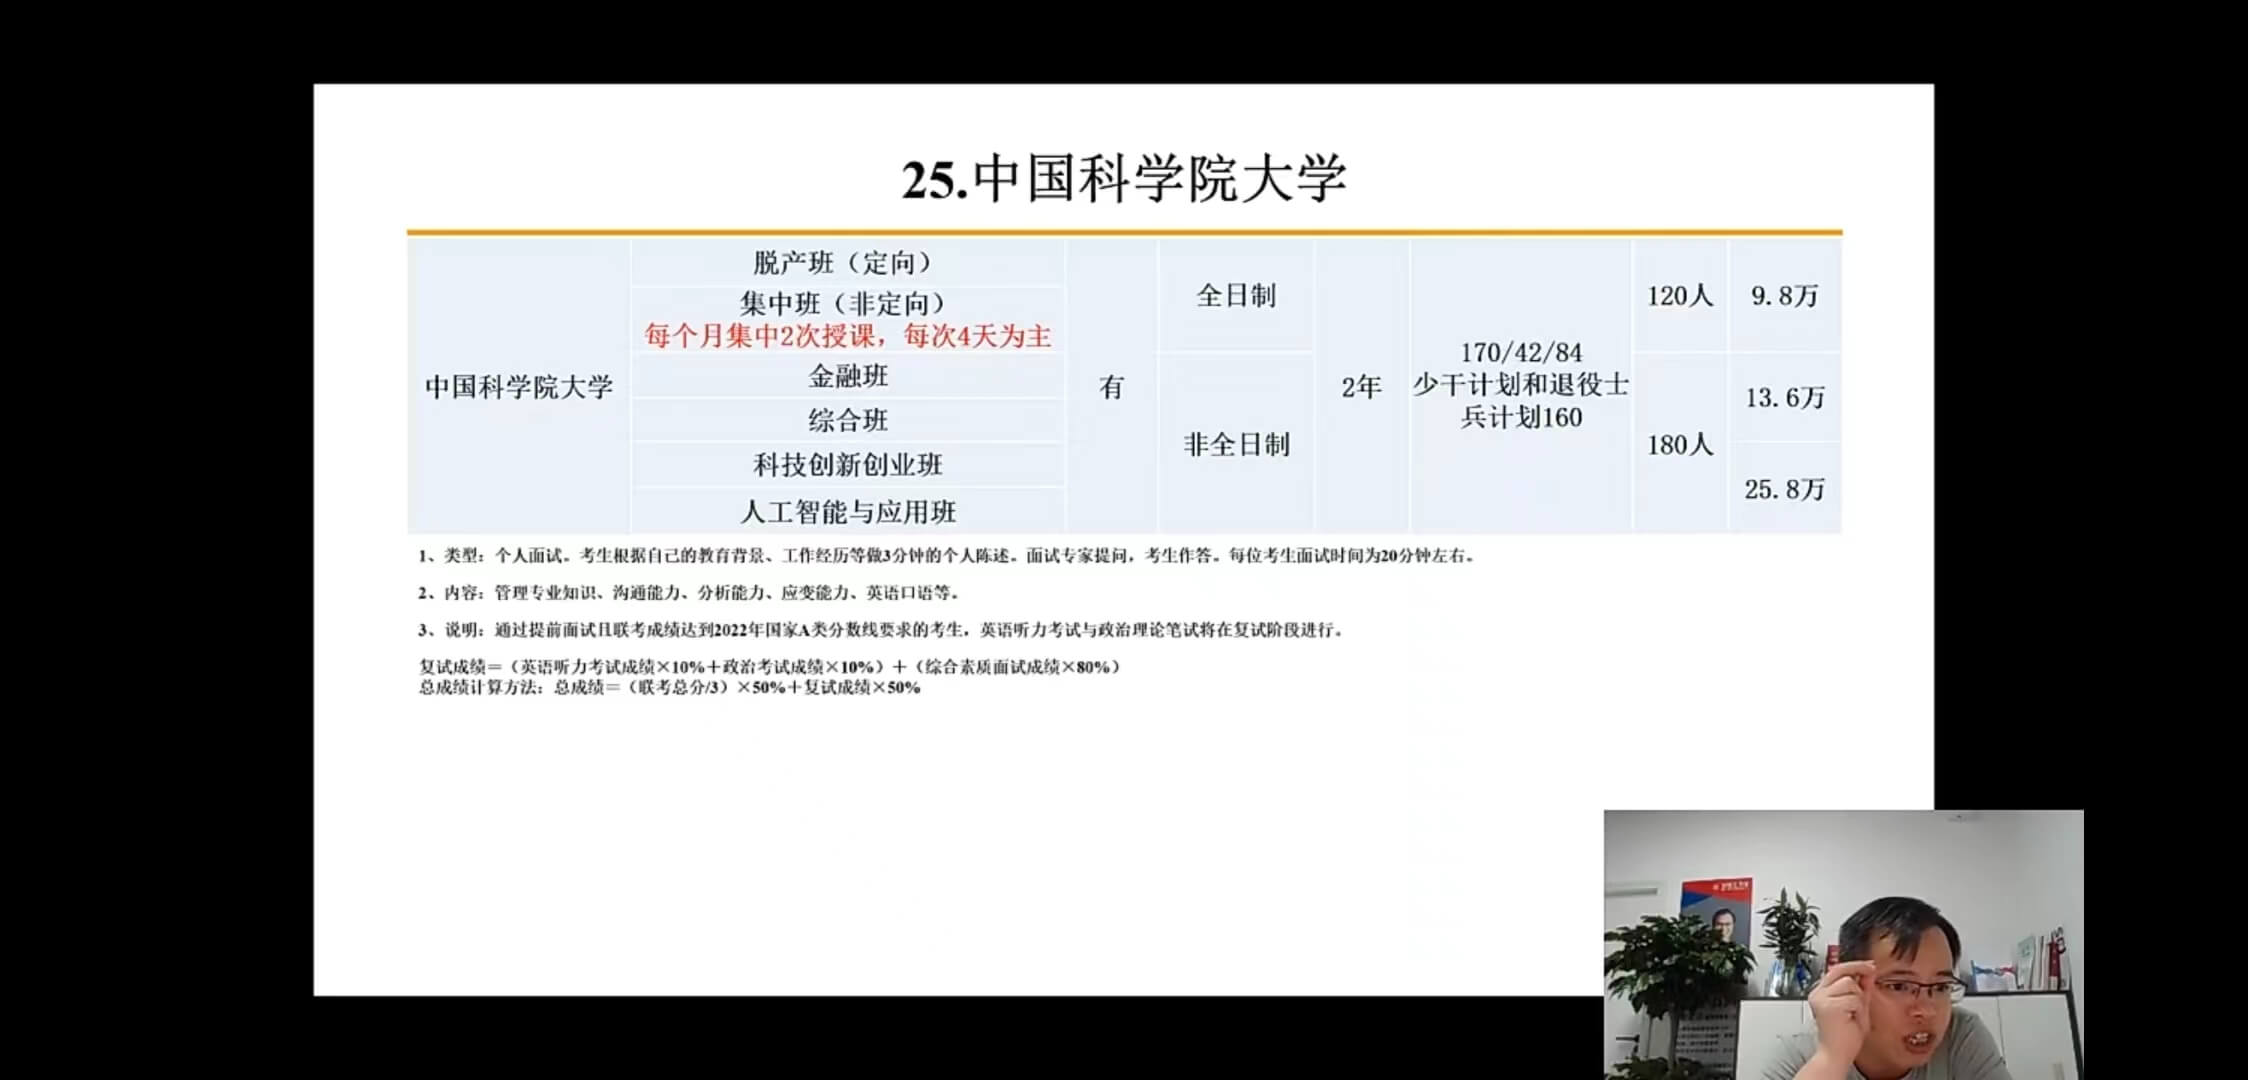 25.中国科学院大学
中国科学院大学
脱产班（定向）
集中班（非定向）
每个月集中2次授课，每次4天为主
金融班
综合班
科技创新创业班
人工智能与应用班
有
全日制
非全日制
2年
170/42/84
少干计划和退役士
兵计划160
120人
180人
9.8万
13.6万
25.8万
1、类型：个人面试。考生根据自己的教育背景、工作经历等做3分钟的个人陈述。面试专家提问，考生作答。每位考生面试时间为20分钟左右。
2、内容：管理专业知识、沟通能力、分析能力、应变能力、英语口语等。
3、说明：通过提前面试且联考成绩达到2022年国家A类分数线要求的考生，英语听力考试与政治理论笔试将在复试阶段进行。
复试成绩＝（英语听力考试成绩×10%＋政治考试成绩×10%）＋（综合素质面试成绩×80%）
总成绩计算方法：总成绩＝（联考总分/3）×50%＋复试成绩×50%